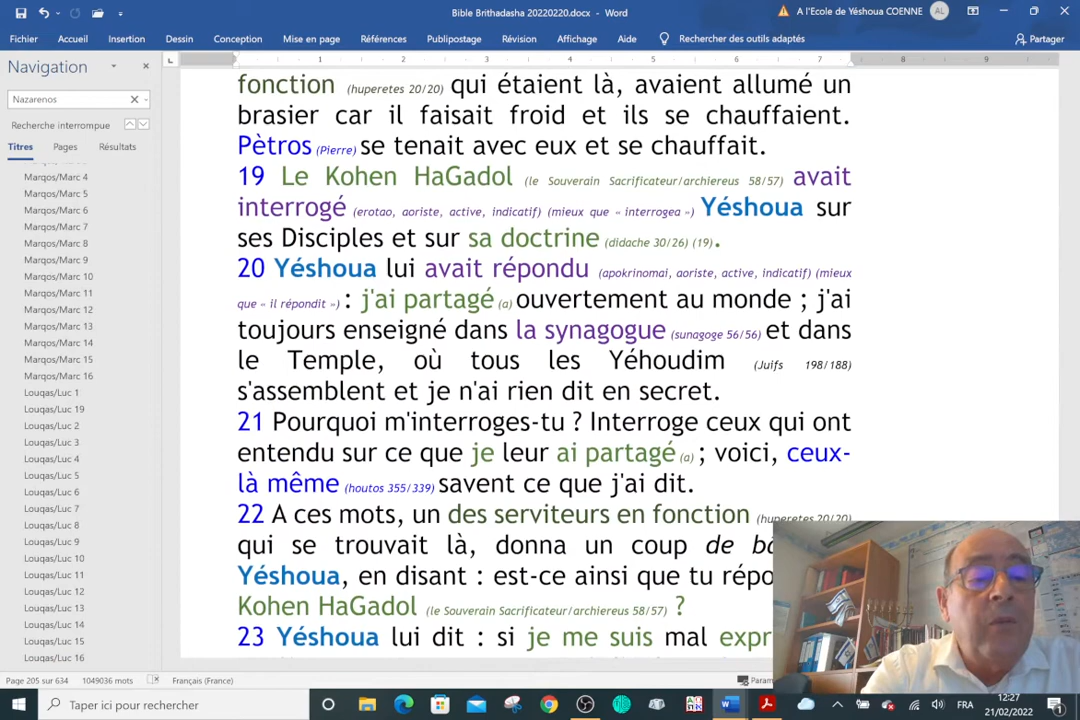 Bible Brithadasha 20220220.docx - Word
A l'Ecole de Yéshoua COENNE
AL
Fichier Accueil Insertion Dessin Conception Mise en page Références Publipostage Révision Affichage Aide Rechercher des outils adaptés Partager
Navigation
Nazarenos
Recherche interrompue
Titres Pages Résultats
Marqos/Marc 4
Marqos/Marc 5
Marqos/Marc 6
Marqos/Marc 7
Marqos/Marc 8
Marqos/Marc 9
Marqos/Marc 10
Marqos/Marc 11
Marqos/Marc 12
Marqos/Marc 13
Marqos/Marc 14
Marqos/Marc 15
Marqos/Marc 16
Louqas/Luc 1
Louqas/Luc 19
Louqas/Luc 2
Louqas/Luc 3
Louqas/Luc 4
Louqas/Luc 5
Louqas/Luc 6
Louqas/Luc 7
Louqas/Luc 8
Louqas/Luc 9
Louqas/Luc 10
Louqas/Luc 11
Louqas/Luc 12
Louqas/Luc 13
Louqas/Luc 14
Louqas/Luc 15
Louqas/Luc 16
1 2 3 4 5 6 7 8 9
fonction (huperetes 20/20) qui étaient là, avaient allumé un
brasier car il faisait froid et ils se chauffaient.
Pètros (Pierre) se tenait avec eux et se chauffait.
19 Le Kohen HaGadol (le Souverain Sacrificateur/archiereus 58/57) avait
interrogé (erotao, aoriste, active, indicatif) (mieux que « interrogea ») Yéshoua sur
ses Disciples et sur sa doctrine (didache 30/26) (19).
20 Yéshoua lui avait répondu (apokrinomai, aoriste, active, indicatif) (mieux
que « il répondit ») : j'ai partagé (a) ouvertement au monde ; j'ai
toujours enseigné dans la synagogue (sunagoge 56/56) et dans
le Temple, où tous les Yéhoudim (Juifs 198/188)
s'assemblent et je n'ai rien dit en secret.
21 Pourquoi m'interroges-tu ? Interroge ceux qui ont
entendu sur ce que je leur ai partagé (a) ; voici, ceux-
là même (houtos 355/339) savent ce que j'ai dit.
22 A ces mots, un des serviteurs en fonction (huperetes 20/20)
qui se trouvait là, donna un coup de
Yéshoua, en disant : est-ce ainsi que tu
Kohen HaGadol (le Souverain Sacrificateur/archiereus 58/57) ?
23 Yéshoua lui dit : si je me suis mal
Page 205 sur 634 1049036 mots Français (France)
Taper ici pour rechercher
FRA
12:27
21/02/2022